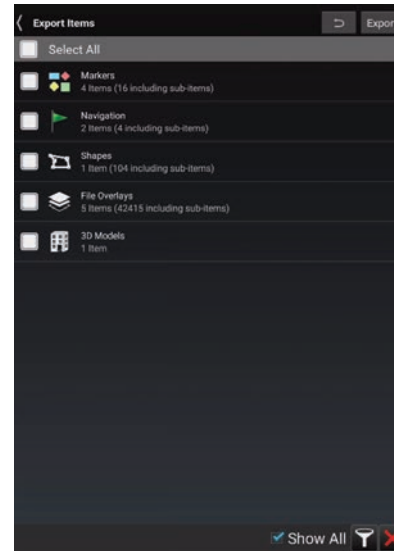 Export Items
Expor
Select All
Markers
4 Items (16 including sub-items)
Navigation
2 Items (4 including sub-items)
Shapes
1 Item (104 including sub-items)
File Overlays
5 Items (42415 including sub-items)
3D Models
1 Item
Show All